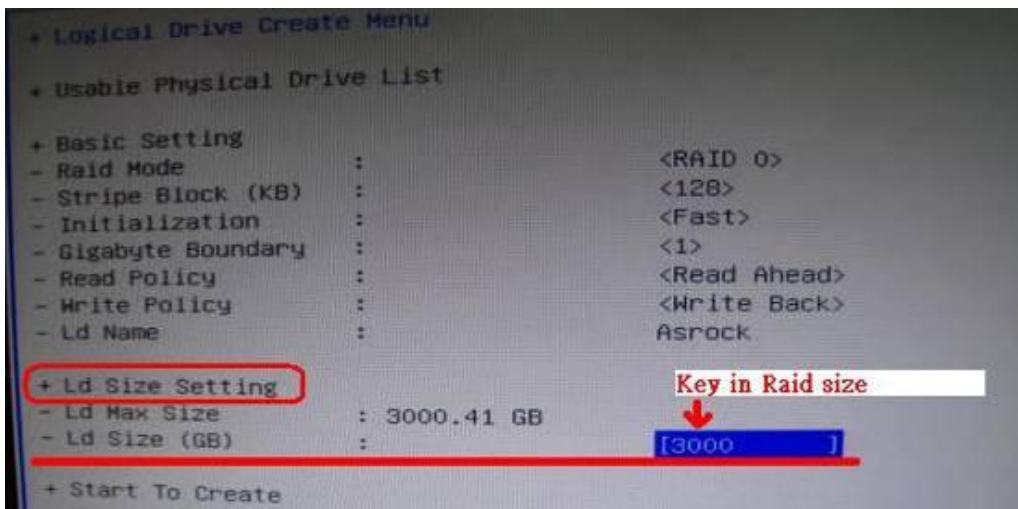 + Logical Drive Create Menu
+ Usable Physical Drive List
+ Basic Setting
- Raid Mode : <RAID 0>
- Stripe Block (KB) : <128>
- Initialization : <Fast>
- Gigabyte Boundary : <1>
- Read Policy : <Read Ahead>
- Write Policy : <Write Back>
- Ld Name : Asrock
+ Ld Size Setting
Key in Raid size
- Ld Max Size : 3000.41 GB
- Ld Size (GB) : [3000 ]
+ Start To Create